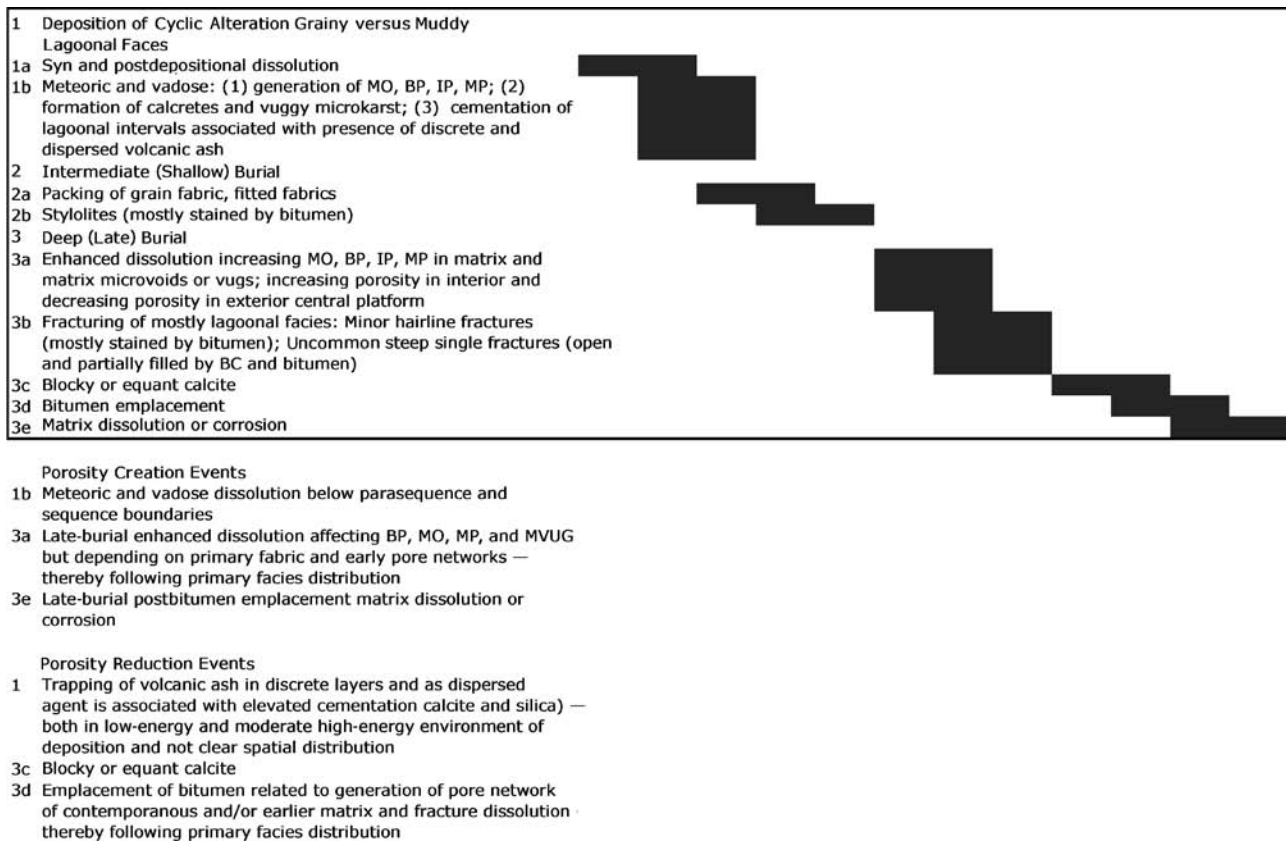 1 Deposition of Cyclic Alteration Grainy versus Muddy
Lagoonal Faces
1a Syn and postdepositional dissolution
1b Meteoric and vadose: (1) generation of MO, BP, IP, MP; (2)
formation of calcretes and vuggy microkarst; (3) cementation of
lagoonal intervals associated with presence of discrete and
dispersed volcanic ash
2 Intermediate (Shallow) Burial
2a Packing of grain fabric, fitted fabrics
2b Stylolites (mostly stained by bitumen)
3 Deep (Late) Burial
3a Enhanced dissolution increasing MO, BP, IP, MP in matrix and
matrix microvoids or vugs; increasing porosity in interior and
decreasing porosity in exterior central platform
3b Fracturing of mostly lagoonal facies: Minor hairline fractures
(mostly stained by bitumen); Uncommon steep single fractures (open
and partially filled by BC and bitumen)
3c Blocky or equant calcite
3d Bitumen emplacement
3e Matrix dissolution or corrosion
Porosity Creation Events
1b Meteoric and vadose dissolution below parasequence and
sequence boundaries
3a Late-burial enhanced dissolution affecting BP, MO, MP, and MVUG
but depending on primary fabric and early pore networks —
thereby following primary facies distribution
3e Late-burial postbitumen emplacement matrix dissolution or
corrosion
Porosity Reduction Events
1 Trapping of volcanic ash in discrete layers and as dispersed
agent is associated with elevated cementation calcite and silica) —
both in low-energy and moderate high-energy environment of
deposition and not clear spatial distribution
3c Blocky or equant calcite
3d Emplacement of bitumen related to generation of pore network
of contemporanous and/or earlier matrix and fracture dissolution
thereby following primary facies distribution